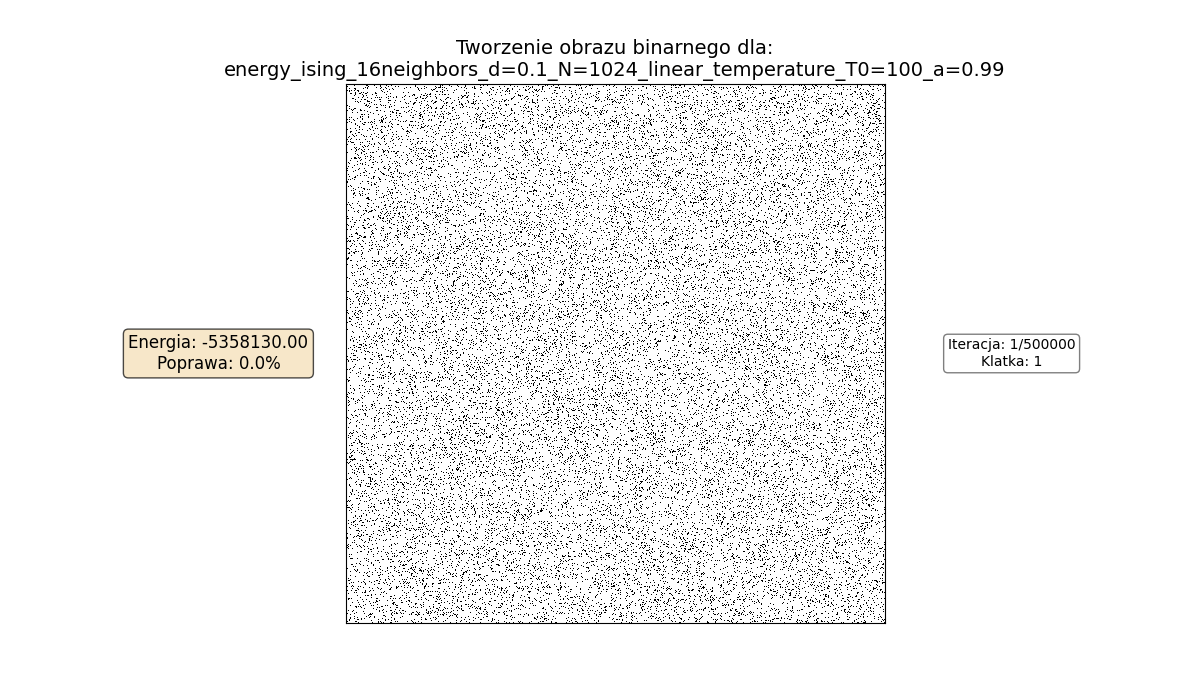 Tworzenie obrazu binarnego dla:
energy_ising_16neighbors_d=0.1_N=1024_linear_temperature_T0=100_a=0.99
Energia: -5358130.00
Poprawa: 0.0%
Iteracja: 1/500000
Klatka: 1